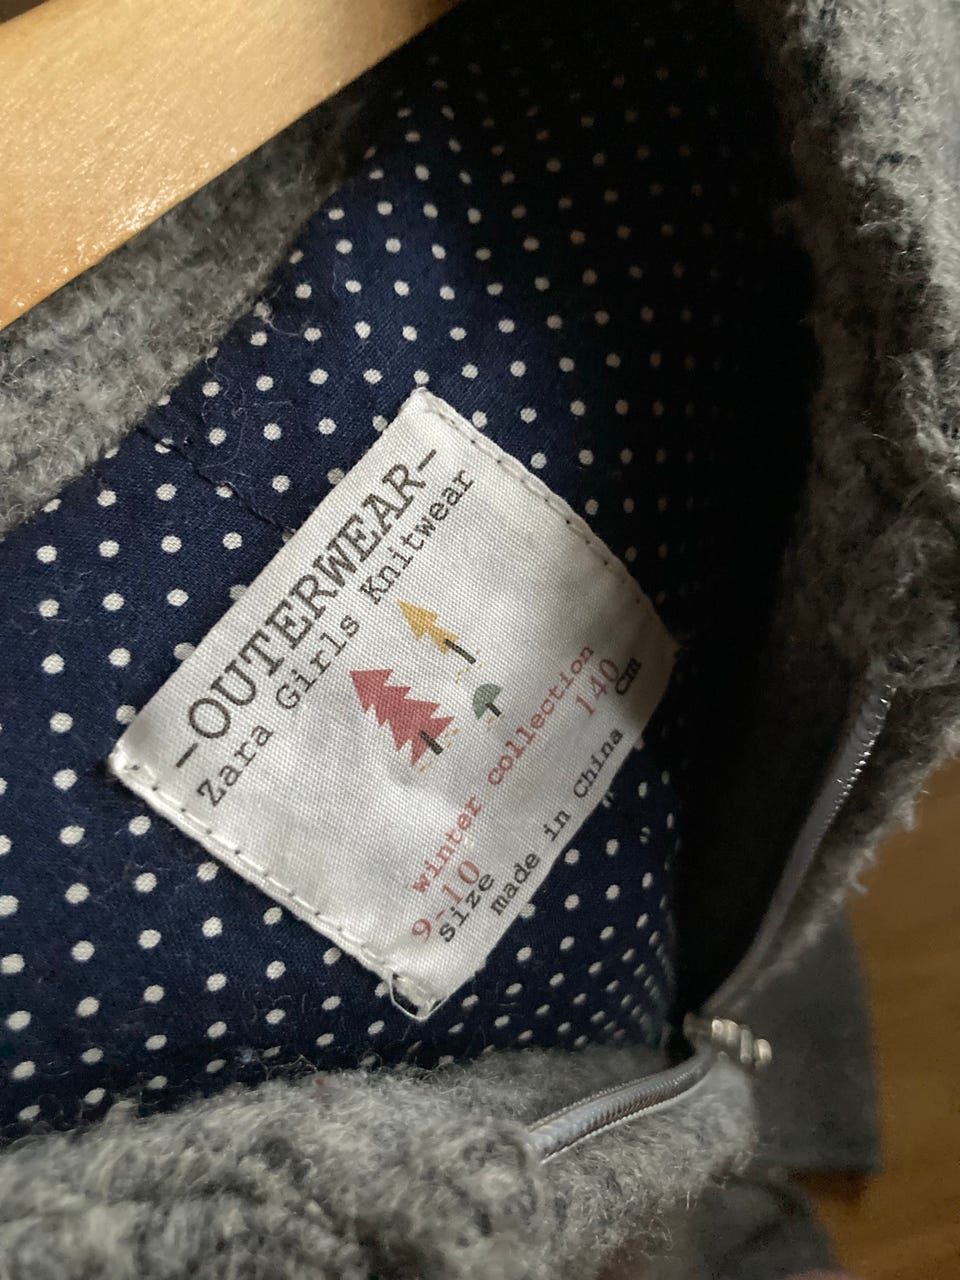 -OUTERWEAR-
Zara Girls Knitwear
winter collection
9-10 140
size cm
made in China